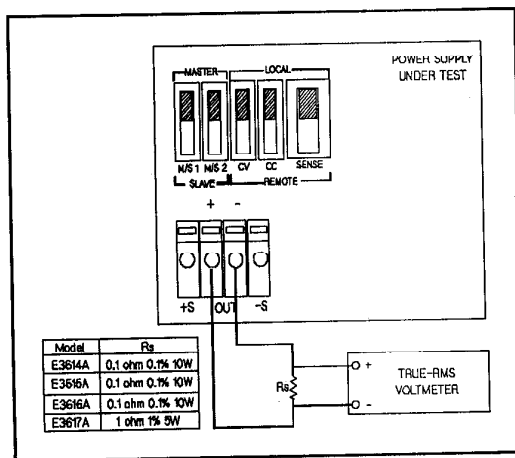 POWER SUPPLY
UNDER TEST
MASTER LOCAL
M/S 1 M/S 2 CV CC SENSE
SLAVE REMOTE
+ -
+S OUT -S
Model Rs
E3614A 0.1 ohm 0.1% 10W
E3615A 0.1 ohm 0.1% 10W
E3616A 0.1 ohm 0.1% 10W
E3617A 1 ohm 1% 5W
Rs
+
TRUE-RMS
VOLTMETER
-